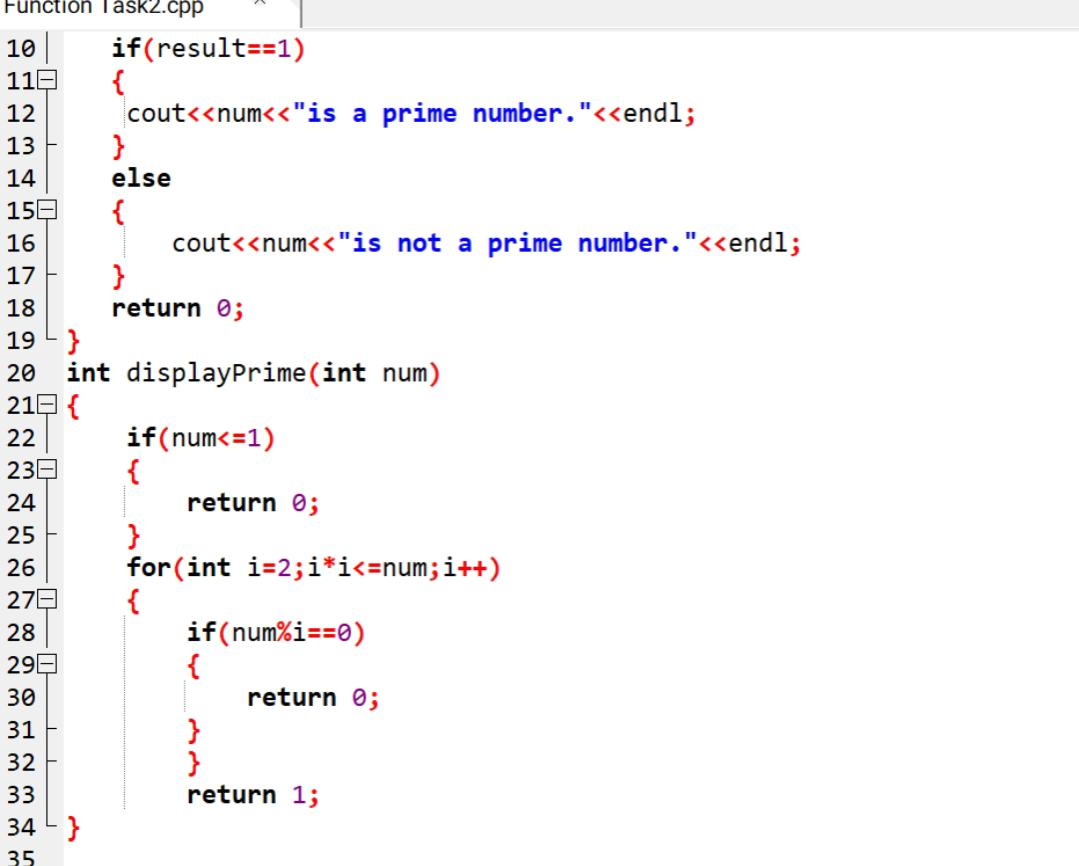 Function Task2.cpp
10 if(result==1)
11 {
12 cout<<num<<"is a prime number."<<endl;
13 }
14 else
15 {
16 cout<<num<<"is not a prime number."<<endl;
17 }
18 return 0;
19 }
20 int displayPrime(int num)
21 {
22 if(num<=1)
23 {
24 return 0;
25 }
26 for(int i=2;i*i<=num;i++)
27 {
28 if(num%i==0)
29 {
30 return 0;
31 }
32 }
33 return 1;
34 }
35